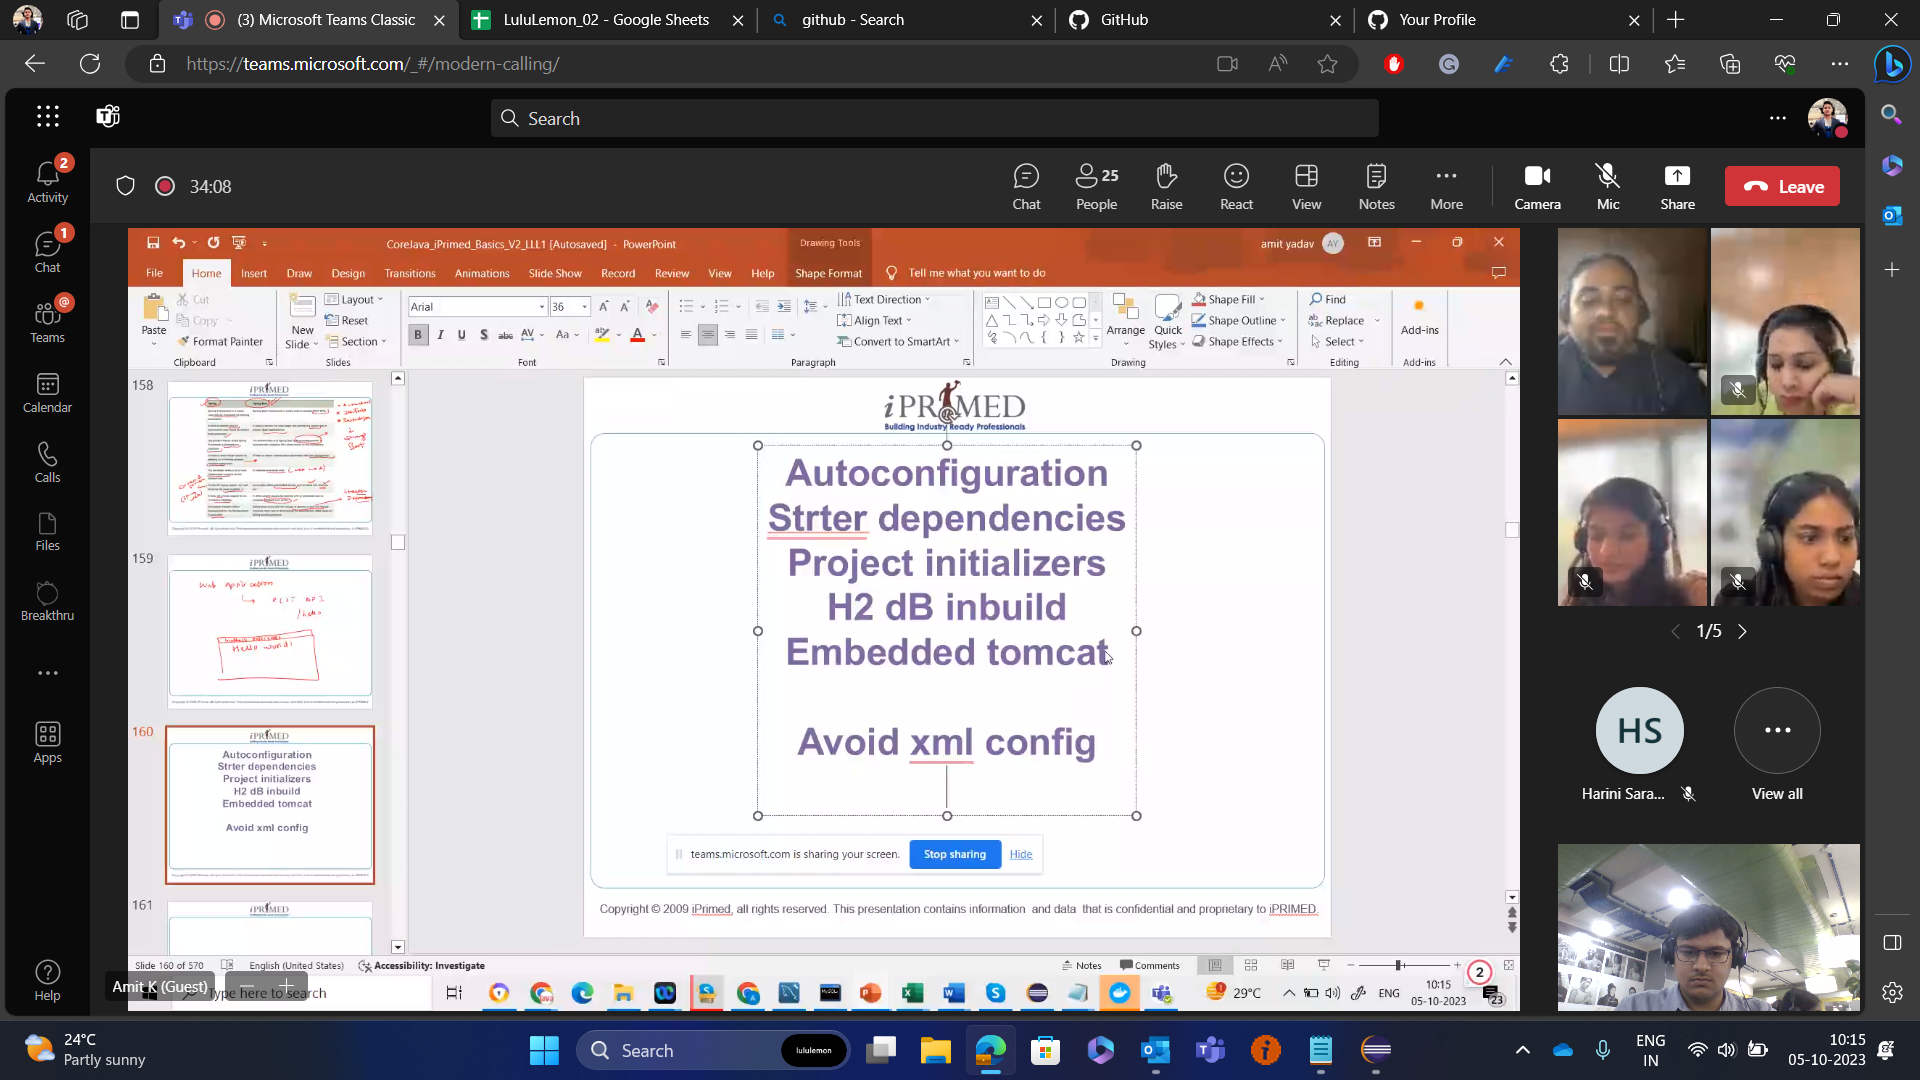 (3) Microsoft Teams Classic
LuluLemon_02 - Google Sheets
github - Search
GitHub
Your Profile
https://teams.microsoft.com/_#/modern-calling/
Search
Activity 2
Chat 1
Teams @
Calendar
Calls
Files
Breakthru
Apps
Help
34:08
Chat
People 25
Raise
React
View
Notes
More
Camera
Mic
Share
Leave
CoreJava_iPrimed_Basics_V2_LLL1 [Autosaved] - PowerPoint
Drawing Tools
amit yadav AY
File Home Insert Draw Design Transitions Animations Slide Show Record Review View Help Shape Format Tell me what you want to do
Paste
Cut
Copy
Format Painter
Clipboard
New Slide
Layout
Reset
Section
Slides
Arial 36
Font
Text Direction
Align Text
Convert to SmartArt
Paragraph
Arrange
Quick Styles
Shape Fill
Shape Outline
Shape Effects
Drawing
Find
Replace
Select
Editing
Add-ins
Add-ins
158
iPRIMED
159
iPRIMED
Hello world!
160
iPRIMED
Autoconfiguration
Strter dependencies
Project initializers
H2 dB inbuild
Embedded tomcat
Avoid xml config
161
iPRIMED
iPRIMED
Building Industry Ready Professionals
Autoconfiguration
Strter dependencies
Project initializers
H2 dB inbuild
Embedded tomcat
Avoid xml config
teams.microsoft.com is sharing your screen. Stop sharing Hide
Copyright © 2009 iPrimed, all rights reserved. This presentation contains information and data that is confidential and proprietary to iPRIMED.
Slide 160 of 570 English (United States) Accessibility: Investigate
Notes Comments
2
Amit K (Guest)
Type here to search
29°C
ENG
10:15
05-10-2023
23
1/5
HS
Harini Sara...
View all
24°C
Partly sunny
Search
lululemon
ENG
IN
10:15
05-10-2023